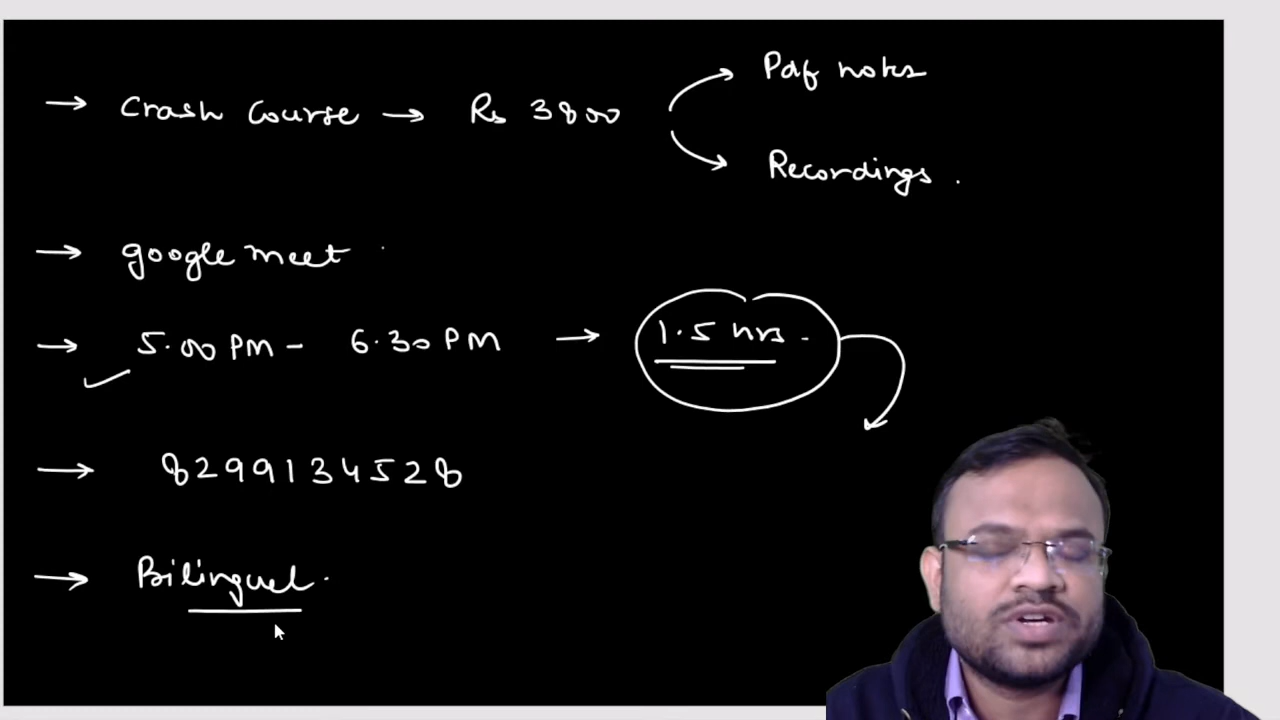 → Crash Course → Rs 3800
Pdf notes
Recordings.
→ google meet
→ 5.00 PM - 6.30 PM → 1.5 hrs.
→ 8299134528
→ Bilinguel.